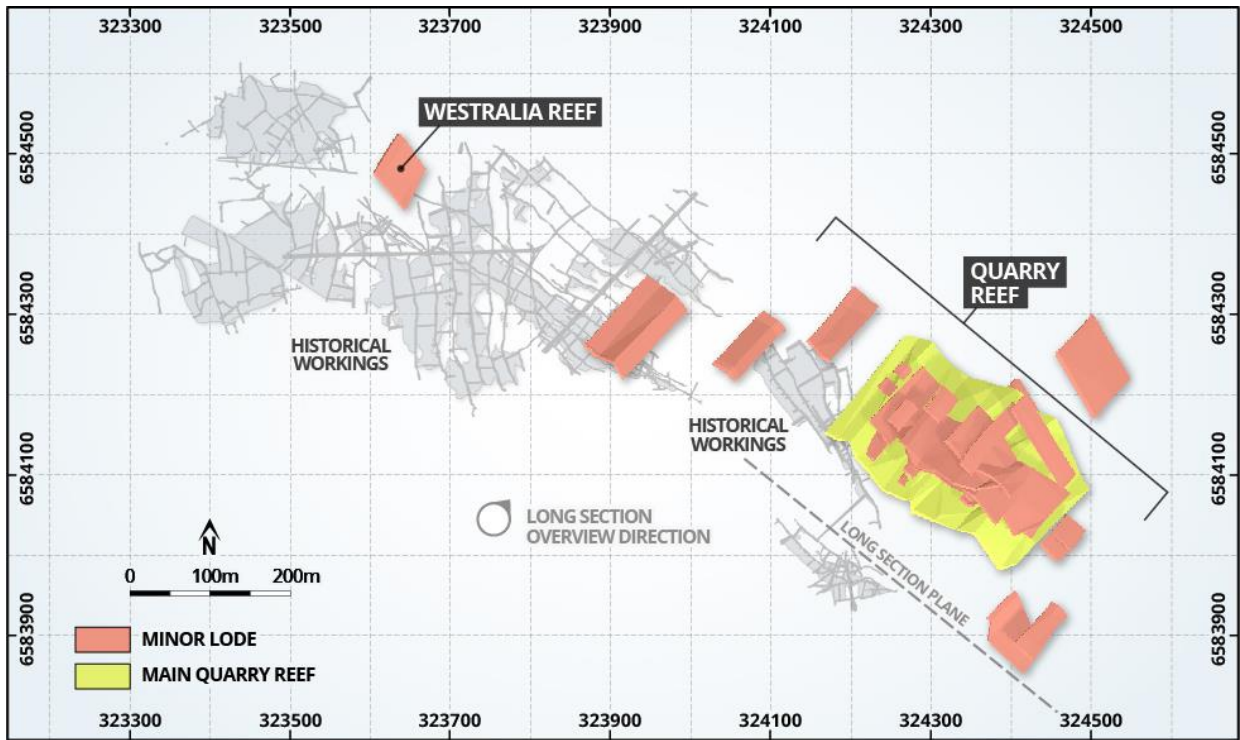 323300 323500 323700 323900 324100 324300 324500
WESTRALIA REEF
6584500
6584500
QUARRY
REEF
6584300
6584300
HISTORICAL
WORKINGS
HISTORICAL
WORKINGS
6584100
6584100
LONG SECTION
OVERVIEW DIRECTION
LONG SECTION PLANE
N
0 100m 200m
6583900
6583900
MINOR LODE
MAIN QUARRY REEF
323300 323500 323700 323900 324100 324300 324500